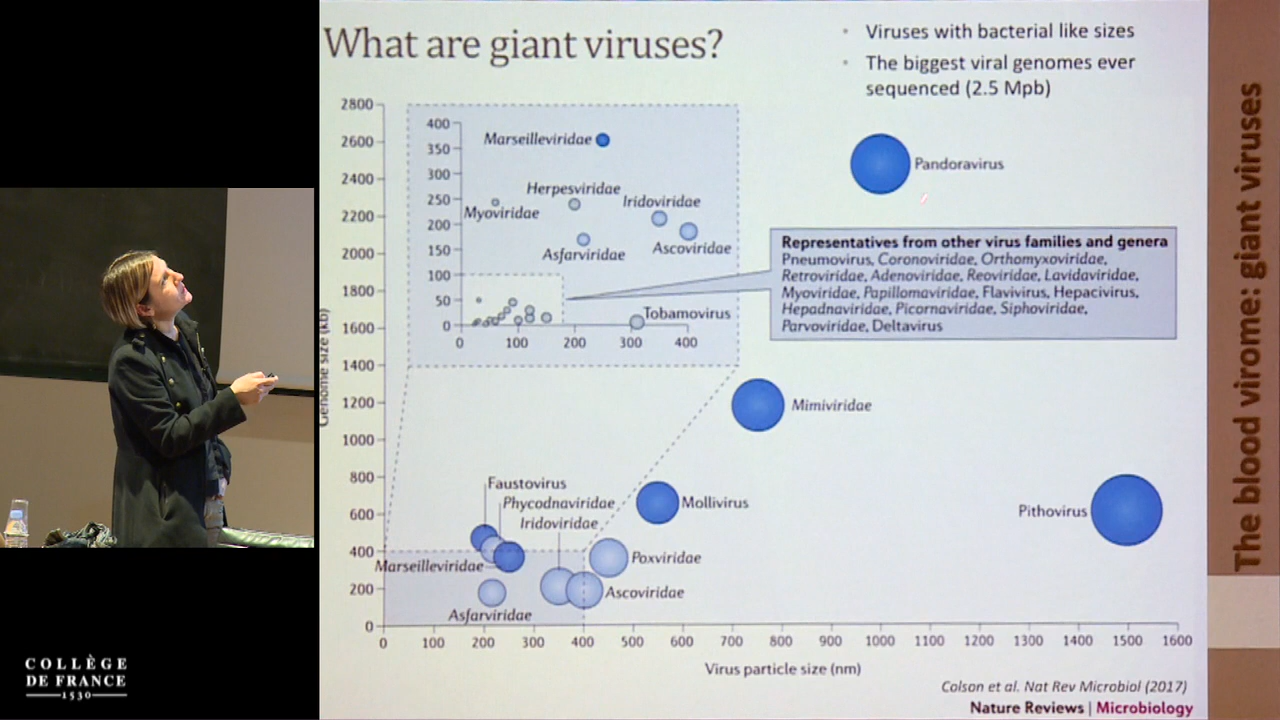 What are giant viruses?
Viruses with bacterial like sizes
The biggest viral genomes ever
sequenced (2.5 Mpb)
2800
2600
2400
2200
2000
1800
1600
1400
1200
1000
800
600
400
200
0
Genome size (kb)
400
350
300
250
200
150
100
50
0
0 100 200 300 400
Marseilleviridae
Herpesviridae
Iridoviridae
Myoviridae
Asfarviridae
Ascoviridae
Tobamovirus
Pandoravirus
Representatives from other virus families and genera
Pneumovirus, Coronoviridae, Orthomyxoviridae,
Retroviridae, Adenoviridae, Reoviridae, Lavidaviridae,
Myoviridae, Papillomaviridae, Flavivirus, Hepacivirus,
Hepadnaviridae, Picornaviridae, Siphoviridae,
Parvoviridae, Deltavirus
Mimiviridae
Faustovirus
Phycodnaviridae
Iridoviridae
Mollivirus
Pithovirus
Marseilleviridae
Poxviridae
Ascoviridae
Asfarviridae
0 100 200 300 400 500 600 700 800 900 1000 1100 1200 1300 1400 1500 1600
Virus particle size (nm)
Colson et al. Nat Rev Microbiol (2017)
Nature Reviews | Microbiology
The blood virome: giant viruses
COLLÈGE
DE FRANCE
1530